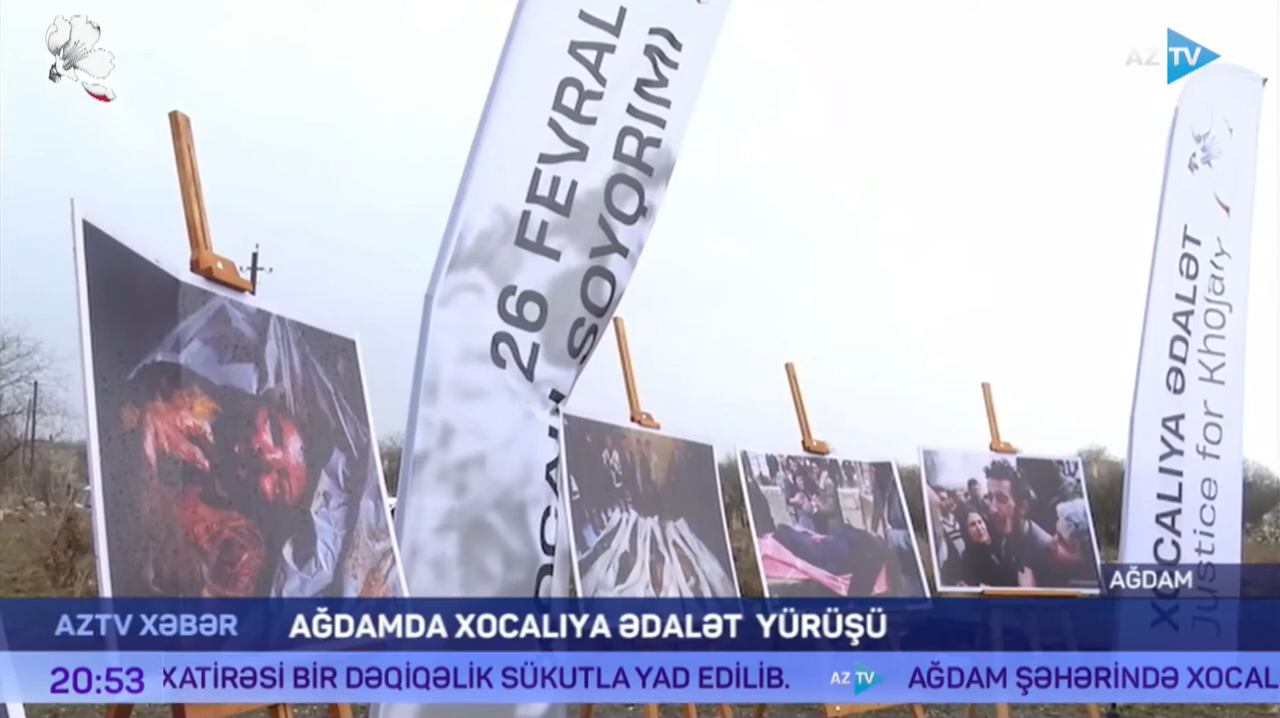 AZ TV
26 FEVRAL
SOYQIRIMI
XOCALIYA ƏDALƏT
Justice for Khojaly
AĞDAM
AZTV XƏBƏR
AĞDAMDA XOCALIYA ƏDALƏT YÜRÜŞÜ
20:53
XATİRƏSİ BİR DƏQİQƏLİK SÜKUTLA YAD EDİLİB. AZ TV AĞDAM ŞƏHƏRİNDƏ XOCAL